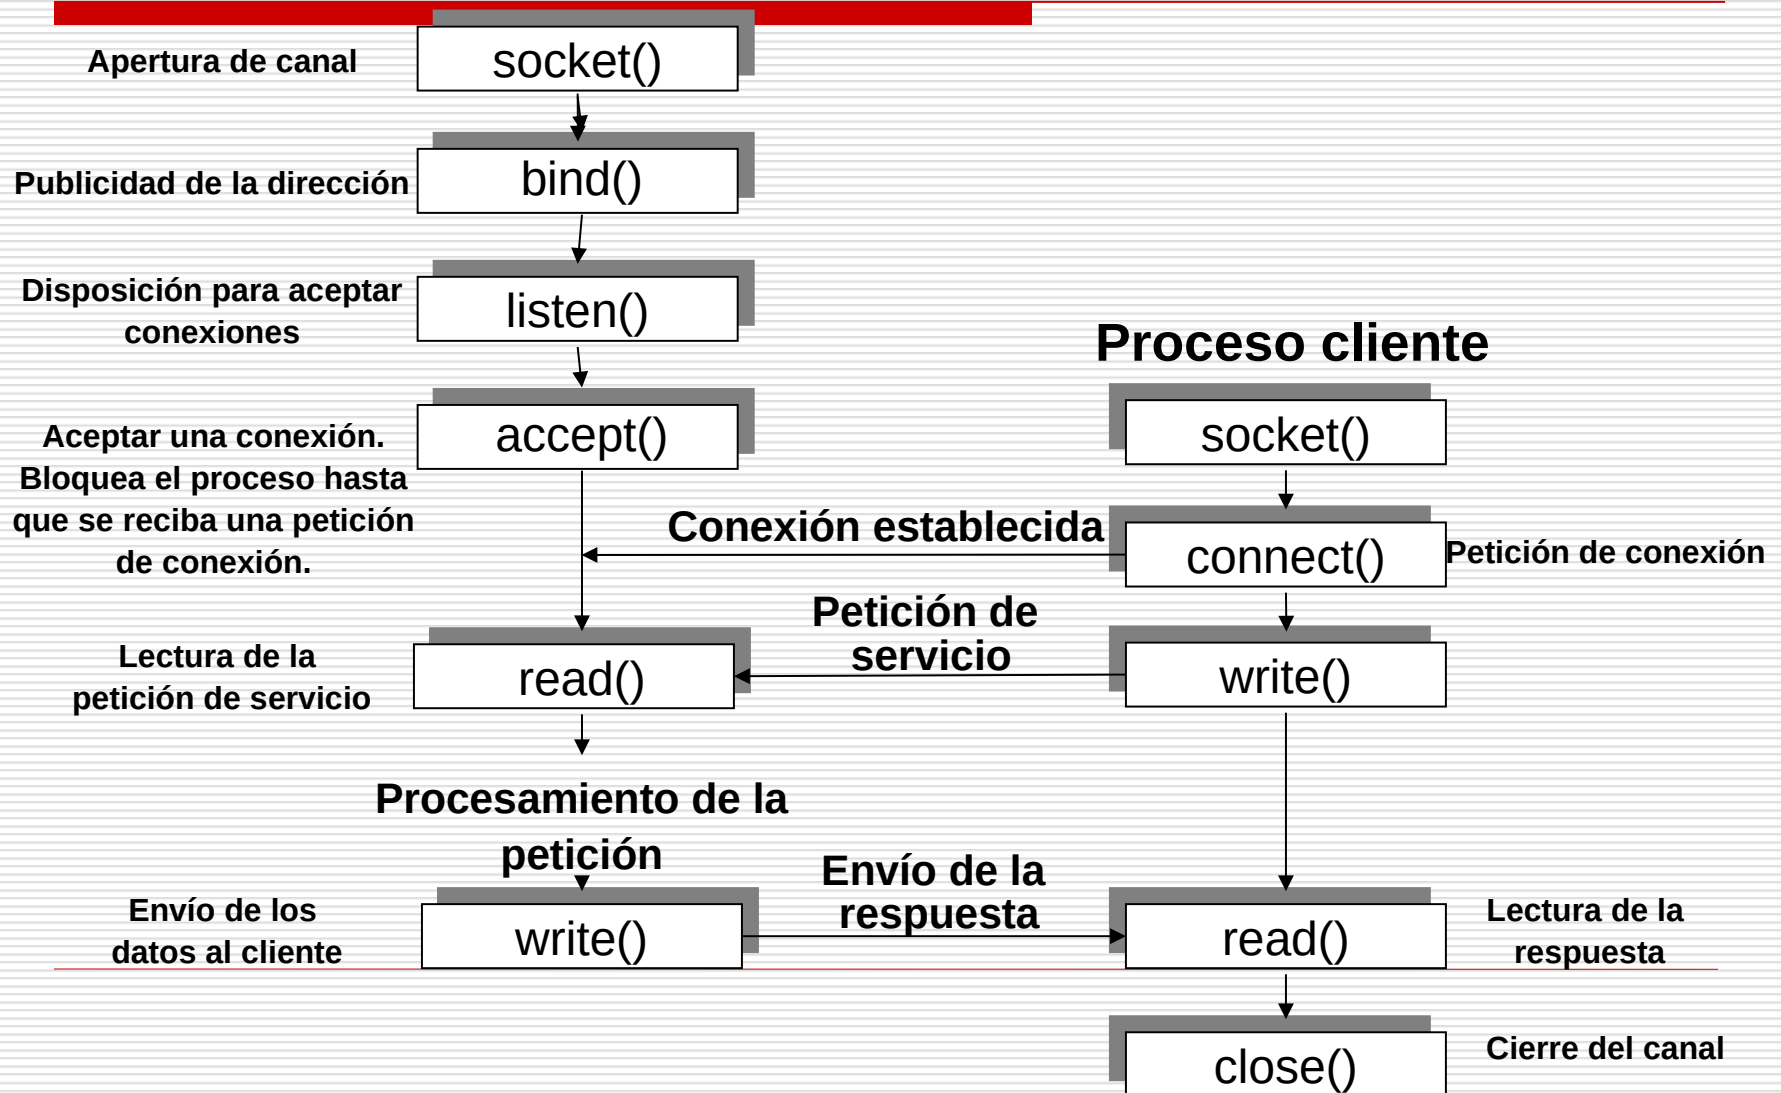 Apertura de canal
socket()
Publicidad de la dirección
bind()
Disposición para aceptar
conexiones
listen()
Aceptar una conexión.
Bloquea el proceso hasta
que se reciba una petición
de conexión.
accept()
Proceso cliente
socket()
Conexión establecida
connect()
Petición de conexión
Petición de
servicio
Lectura de la
petición de servicio
read()
write()
Procesamiento de la
petición
Envío de la
respuesta
Envío de los
datos al cliente
write()
read()
Lectura de la
respuesta
close()
Cierre del canal